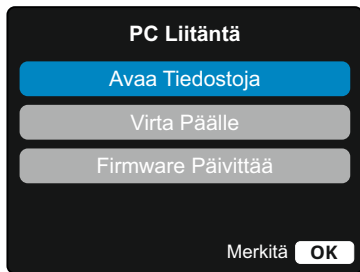 PC Liitäntä
Avaa Tiedostoja
Virta Päälle
Firmware Päivittää
Merkitä OK